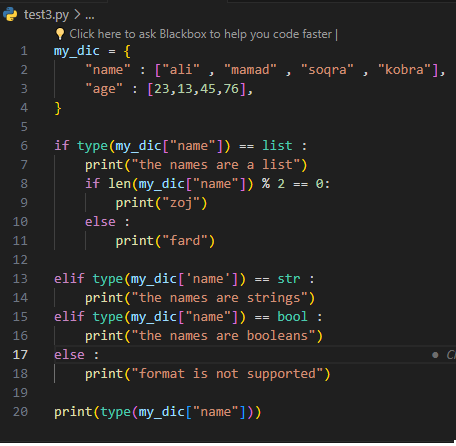 test3.py > ...
Click here to ask Blackbox to help you code faster |
1 my_dic = {
2     "name" : ["ali" , "mamad" , "soqra" , "kobra"],
3     "age" : [23,13,45,76],
4 }
5
6 if type(my_dic["name"]) == list :
7     print("the names are a list")
8     if len(my_dic["name"]) % 2 == 0:
9         print("zoj")
10     else :
11         print("fard")
12
13 elif type(my_dic['name']) == str :
14     print("the names are strings")
15 elif type(my_dic["name"]) == bool :
16     print("the names are booleans")
17 else :
18     print("format is not supported")
19
20 print(type(my_dic["name"]))